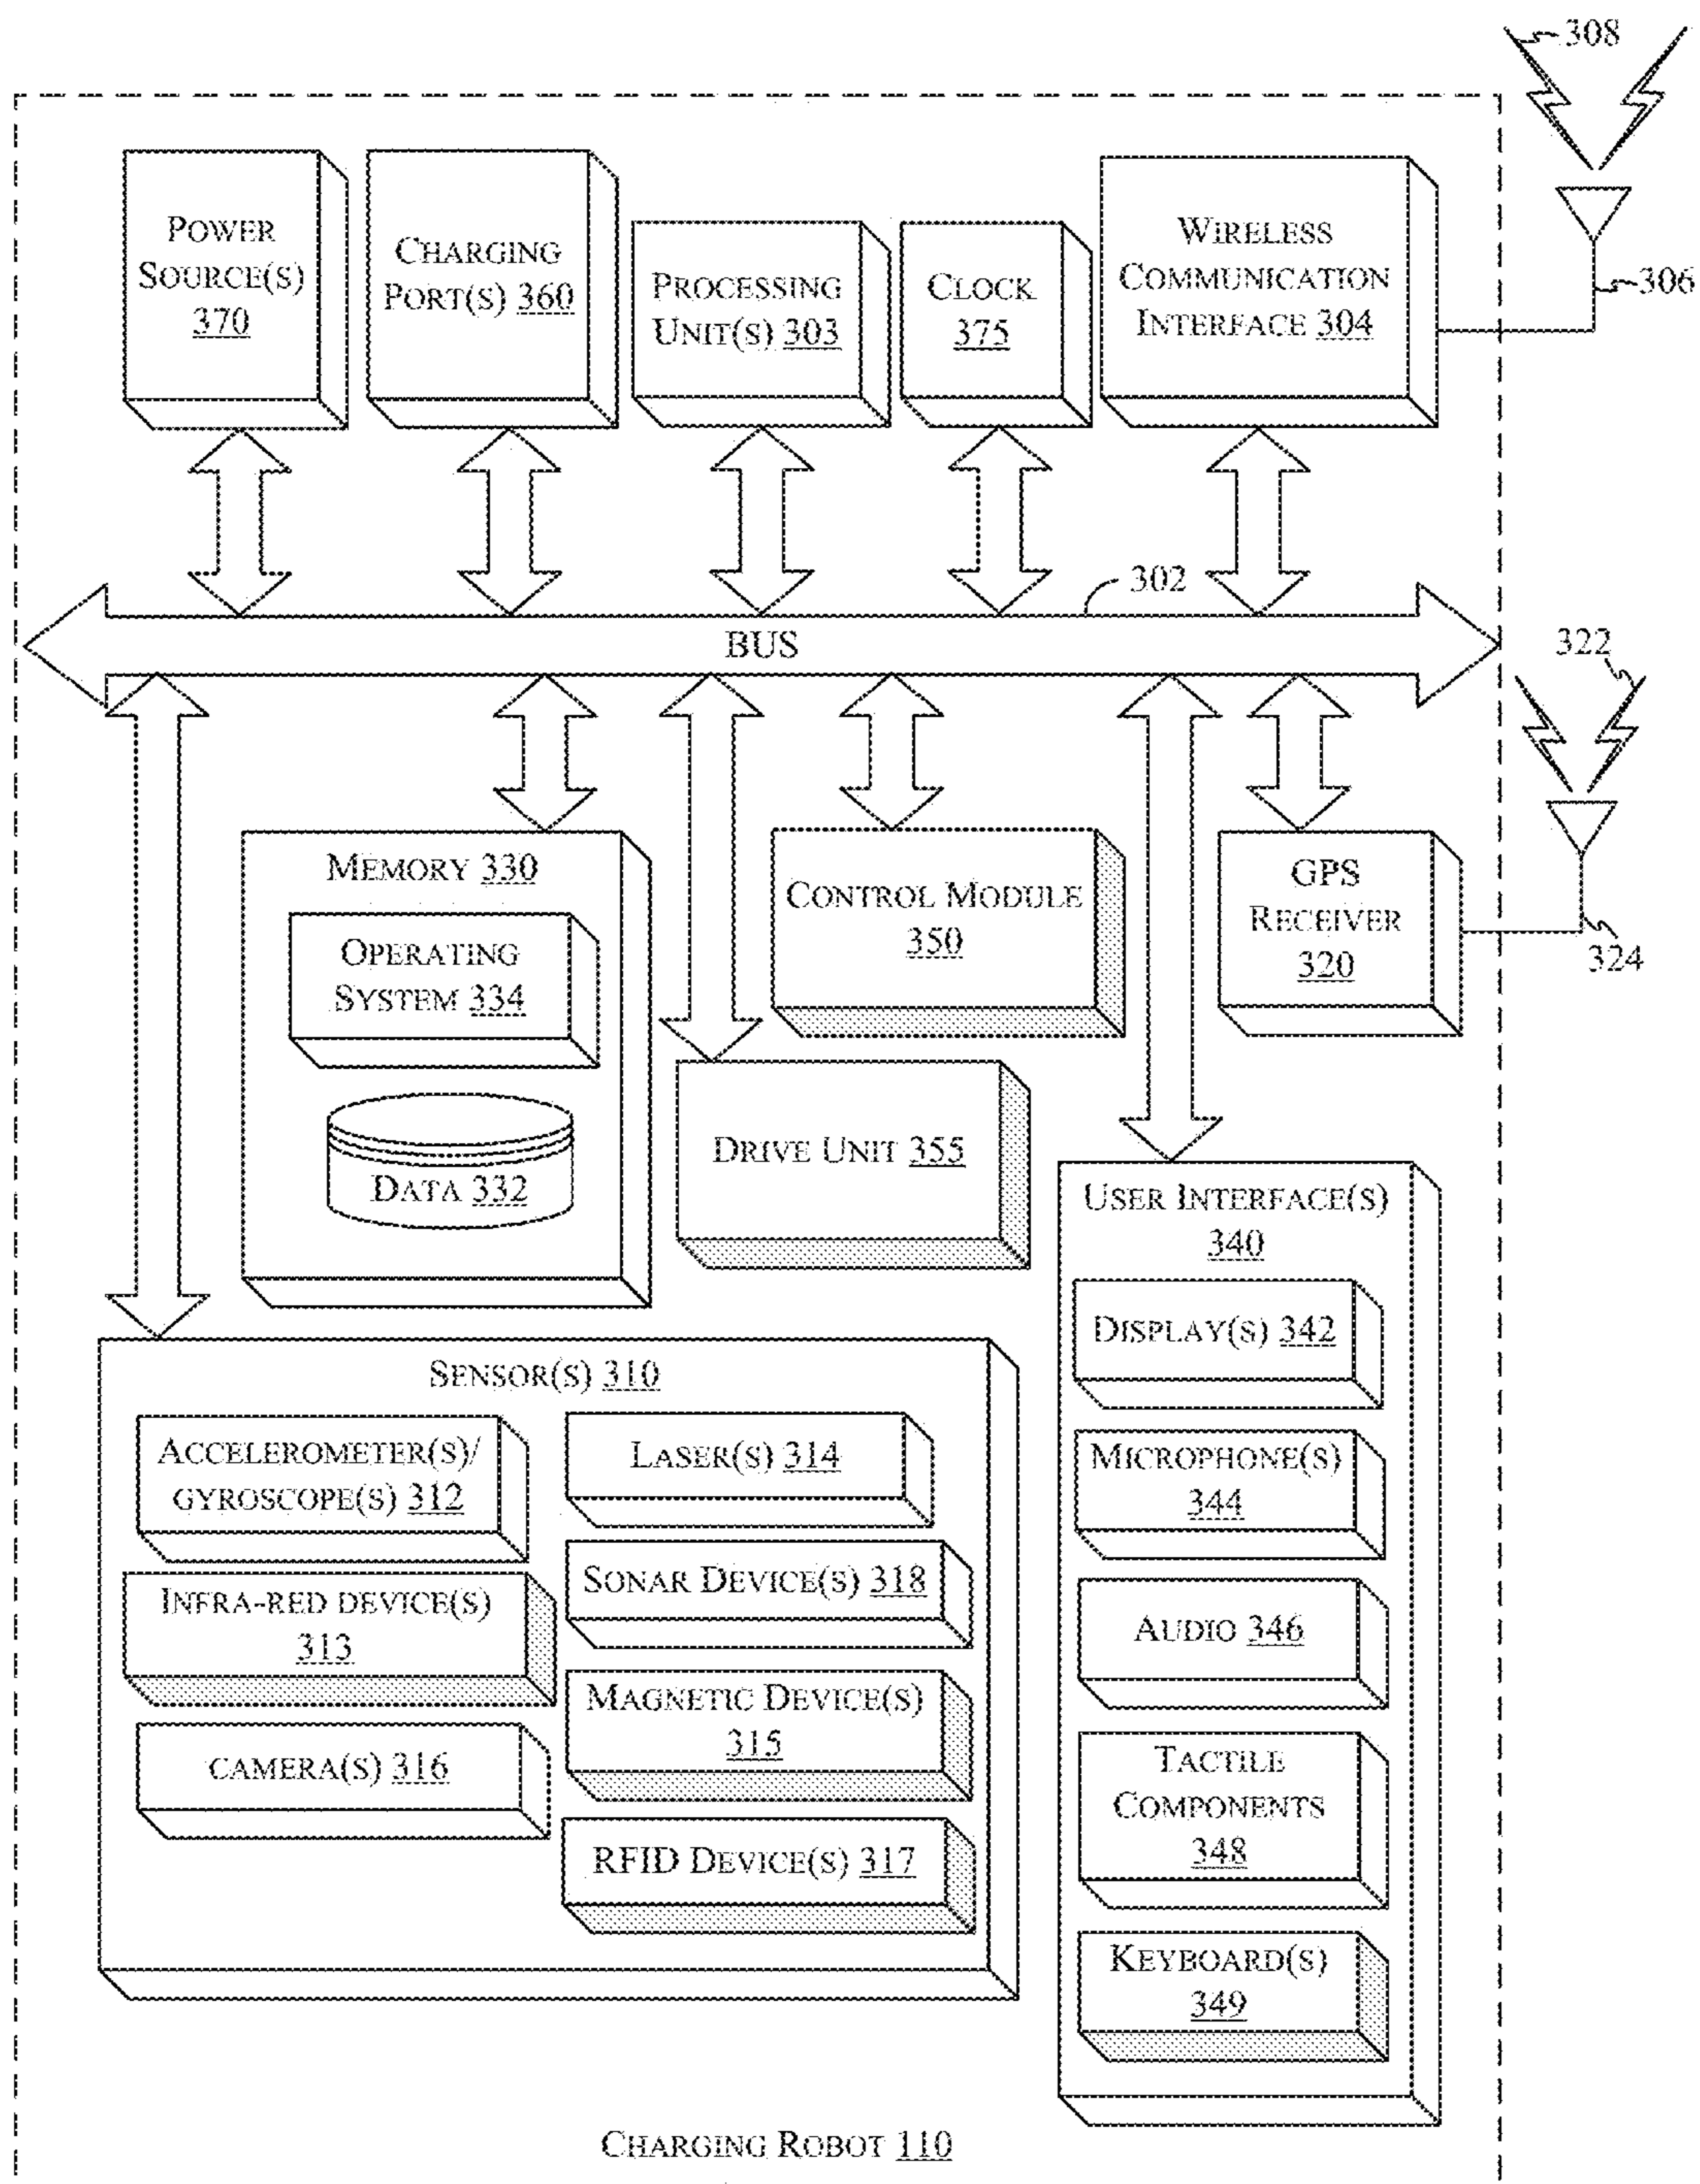 308
POWER
SOURCE(S)
370
CHARGING
PORT(S) 360
PROCESSING
UNIT(S) 303
CLOCK
375
WIRELESS
COMMUNICATION
INTERFACE 304
306
302
BUS
322
MEMORY 330
OPERATING
SYSTEM 334
DATA 332
CONTROL MODULE
350
GPS
RECEIVER
320
324
DRIVE UNIT 355
USER INTERFACE(S)
340
DISPLAY(S) 342
MICROPHONE(S)
344
AUDIO 346
TACTILE
COMPONENTS
348
KEYBOARD(S)
349
SENSOR(S) 310
ACCELEROMETER(S)/
GYROSCOPE(S) 312
INFRA-RED DEVICE(S)
313
CAMERA(S) 316
LASER(S) 314
SONAR DEVICE(S) 318
MAGNETIC DEVICE(S)
315
RFID DEVICE(S) 317
CHARGING ROBOT 110